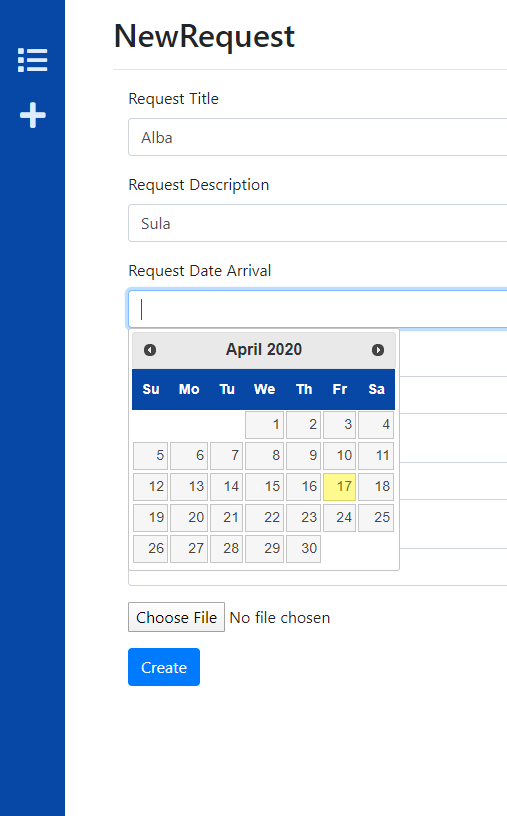 NewRequest
Request Title
Alba
Request Description
Sula
Request Date Arrival
April 2020
Su Mo Tu We Th Fr Sa
1 2 3 4
5 6 7 8 9 10 11
12 13 14 15 16 17 18
19 20 21 22 23 24 25
26 27 28 29 30
Choose File No file chosen
Create